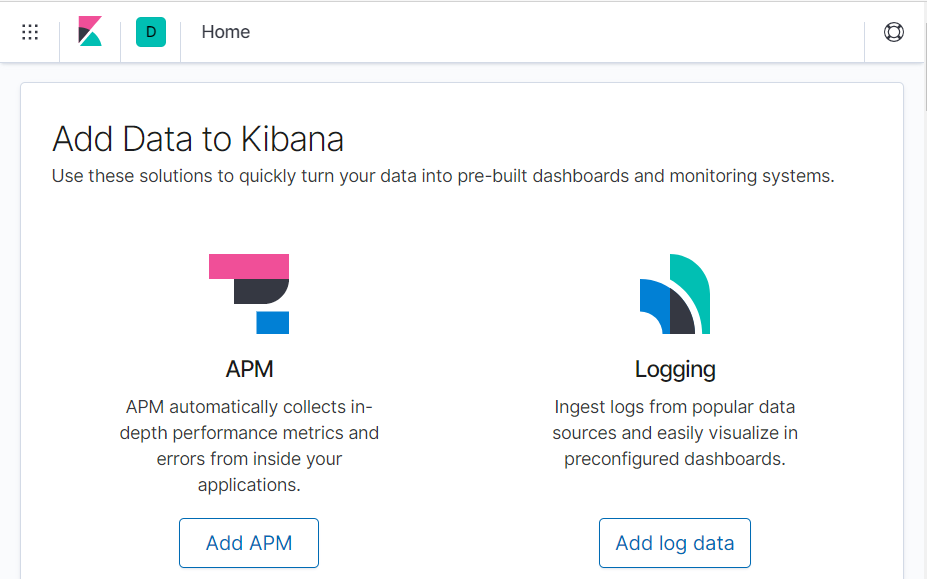 D
Home
Add Data to Kibana
Use these solutions to quickly turn your data into pre-built dashboards and monitoring systems.
APM
APM automatically collects in-
depth performance metrics and
errors from inside your
applications.
Add APM
Logging
Ingest logs from popular data
sources and easily visualize in
preconfigured dashboards.
Add log data